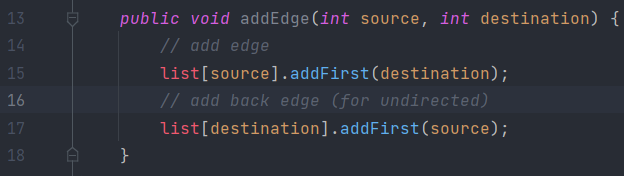 13 public void addEdge(int source, int destination) {
14 // add edge
15 list[source].addFirst(destination);
16 // add back edge (for undirected)
17 list[destination].addFirst(source);
18 }